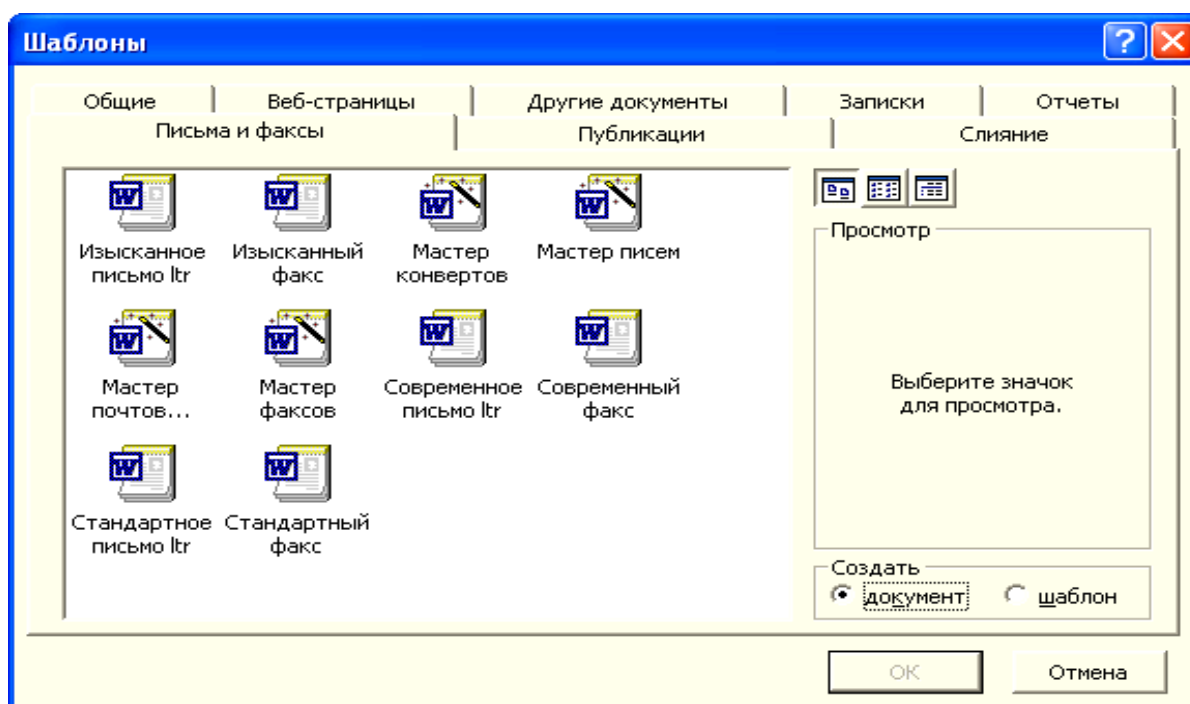 Шаблоны
Общие Веб-страницы Другие документы Записки Отчеты
Письма и факсы Публикации Слияние
Изысканное письмо ltr
Изысканный факс
Мастер конвертов
Мастер писем
Мастер почтов...
Мастер факсов
Современное письмо ltr
Современный факс
Стандартное письмо ltr
Стандартный факс
Просмотр
Выберите значок
для просмотра.
Создать
документ шаблон
ОК Отмена